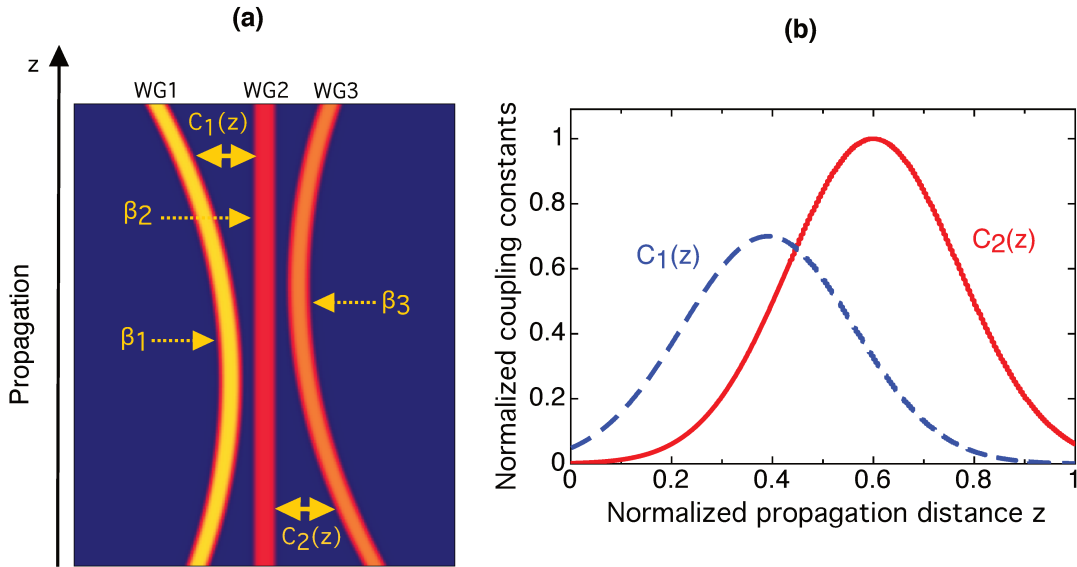 (a)
z
Propagation
WG1 WG2 WG3
C₁(z)
β₂
β₃
β₁
C₂(z)
(b)
Normalized coupling constants
1
0.8
0.6
0.4
0.2
0
C₁(z)
C₂(z)
0 0.2 0.4 0.6 0.8 1
Normalized propagation distance z